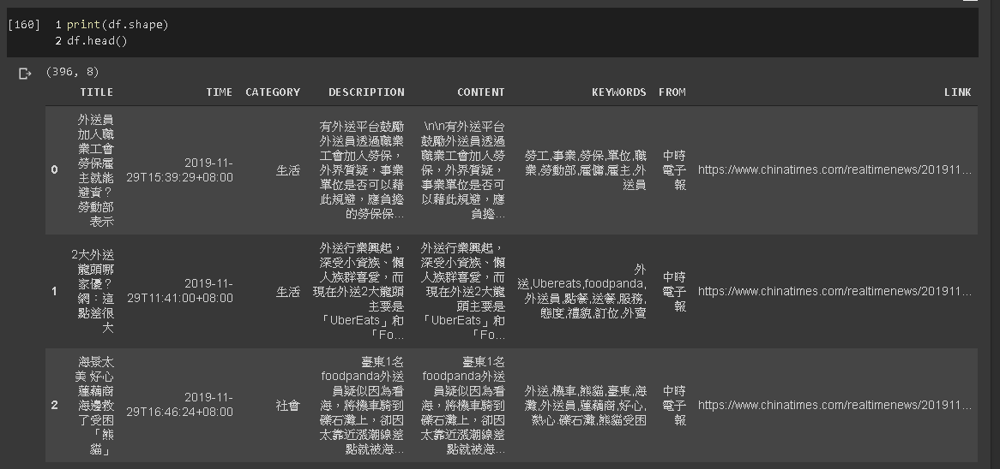 [160]
1 print(df.shape)
2 df.head()
(396, 8)
TITLE TIME CATEGORY DESCRIPTION CONTENT KEYWORDS FROM LINK
0
外送員
加入職
業工會
勞保雇
主就能
避責？
勞動部
表示
2019-11-
29T15:39:29+08:00
生活
有外送平台鼓勵
外送員透過職業
工會加入勞保，
外界質疑，事業
單位是否可以藉
此規避，應負擔
的勞保保...
\n\n有外送平台
鼓勵外送員透過
職業工會加入勞
保，外界質疑，
事業單位是否可
以藉此規避，應
負擔...
勞工,事業,勞保,單位,職
業,勞動部,雇傭,雇主,外
送員
中時
電子
報
https://www.chinatimes.com/realtimenews/201911...
1
2大外送
龍頭哪
家優？
網：這
點差很
大
2019-11-
29T11:41:00+08:00
生活
外送行業興起，
深受小資族、懶
人族群喜愛，而
現在外送2大龍頭
主要是
「UberEats」和
「Fo...
外送行業興起，
深受小資族、懶
人族群喜愛，而
現在外送2大龍
頭主要是
「UberEats」和
「Fo...
外
送,Ubereats,foodpanda,
外送員,點餐,送餐,服務,
態度,禮貌,訂位,外賣
中時
電子
報
https://www.chinatimes.com/realtimenews/201911...
2
海景太
美 好心
蓮藕商
海邊救
了受困
「熊
貓」
2019-11-
29T16:46:24+08:00
社會
臺東1名
foodpanda外送
員疑似因為看
海，將機車騎到
礫石灘上，卻因
太靠近漲潮線差
點就被海...
臺東1名
foodpanda外送
員疑似因為看
海，將機車騎到
礫石灘上，卻因
太靠近漲潮線差
點就被海...
外送,機車,熊貓,臺東,海
灘,外送員,蓮藕商,好心,
熱心.礫石灘,熊貓受困
中時
電子
報
https://www.chinatimes.com/realtimenews/201911...